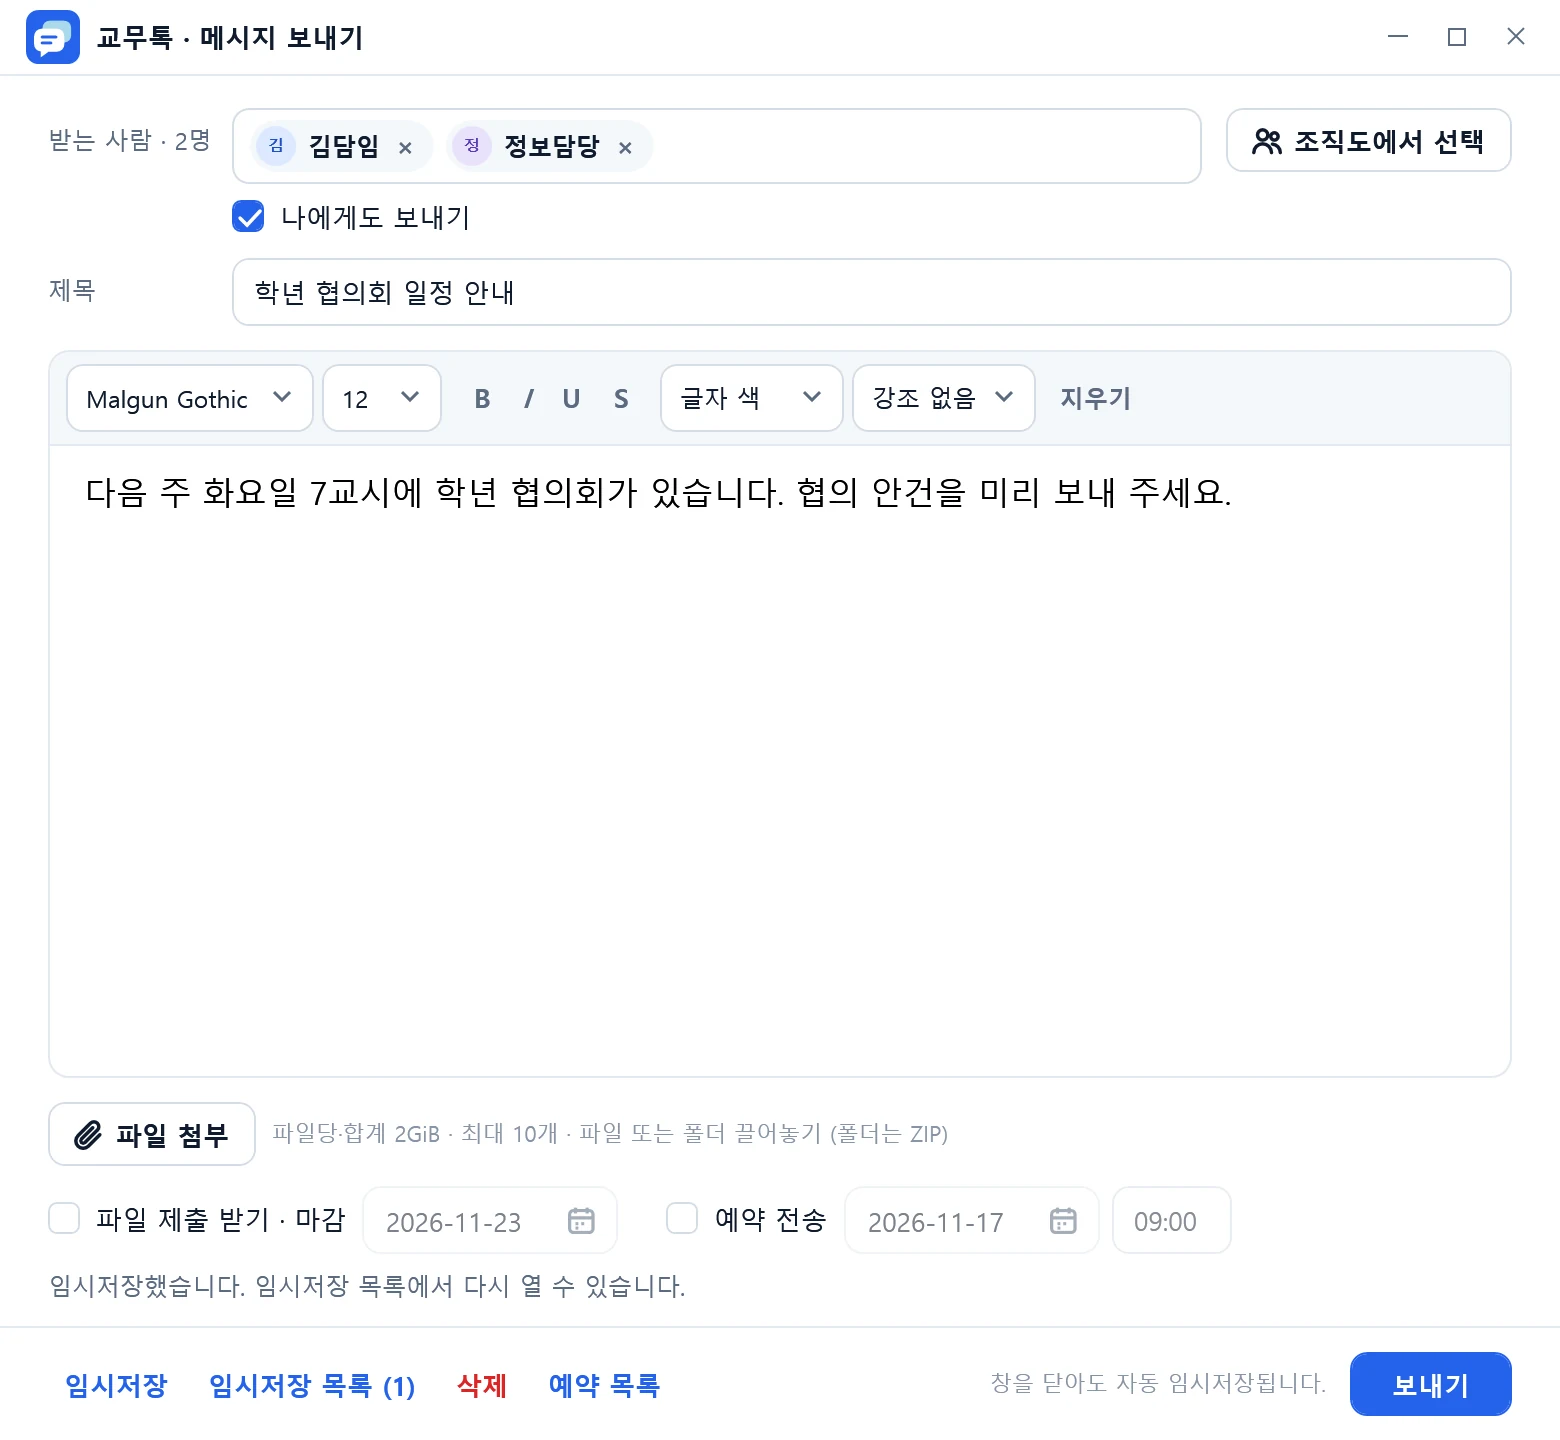 교무톡 · 메시지 보내기
받는 사람 · 2명
김 김담임 ×
정 정보담당 ×
조직도에서 선택
나에게도 보내기
제목
학년 협의회 일정 안내
Malgun Gothic
12
B I U S
글자 색
강조 없음
지우기
다음 주 화요일 7교시에 학년 협의회가 있습니다. 협의 안건을 미리 보내 주세요.
파일 첨부
파일당·합계 2GiB · 최대 10개 · 파일 또는 폴더 끌어놓기 (폴더는 ZIP)
파일 제출 받기 · 마감
2026-11-23
예약 전송
2026-11-17
09:00
임시저장했습니다. 임시저장 목록에서 다시 열 수 있습니다.
임시저장
임시저장 목록 (1)
삭제
예약 목록
창을 닫아도 자동 임시저장됩니다.
보내기